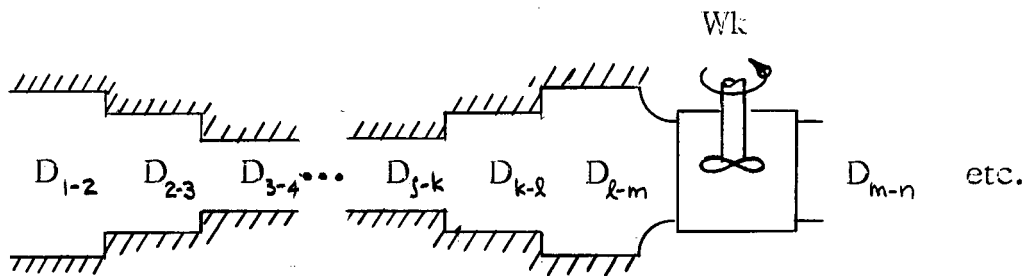 Wk
D₁₋₂ D₂₋₃ D₃₋₄ ••• Dⱼ₋ₖ Dₖ₋ₗ Dₗ₋ₘ Dₘ₋ₙ etc.